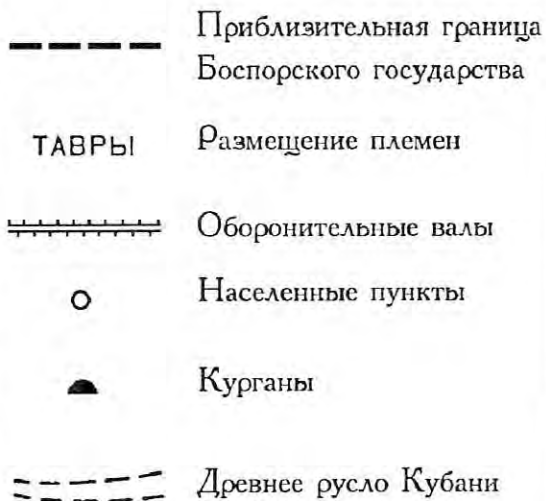 Приблизительная граница
Боспорского государства
ТАВРЫ Размещение племен
Оборонительные валы
Населенные пункты
Курганы
Древнее русло Кубани